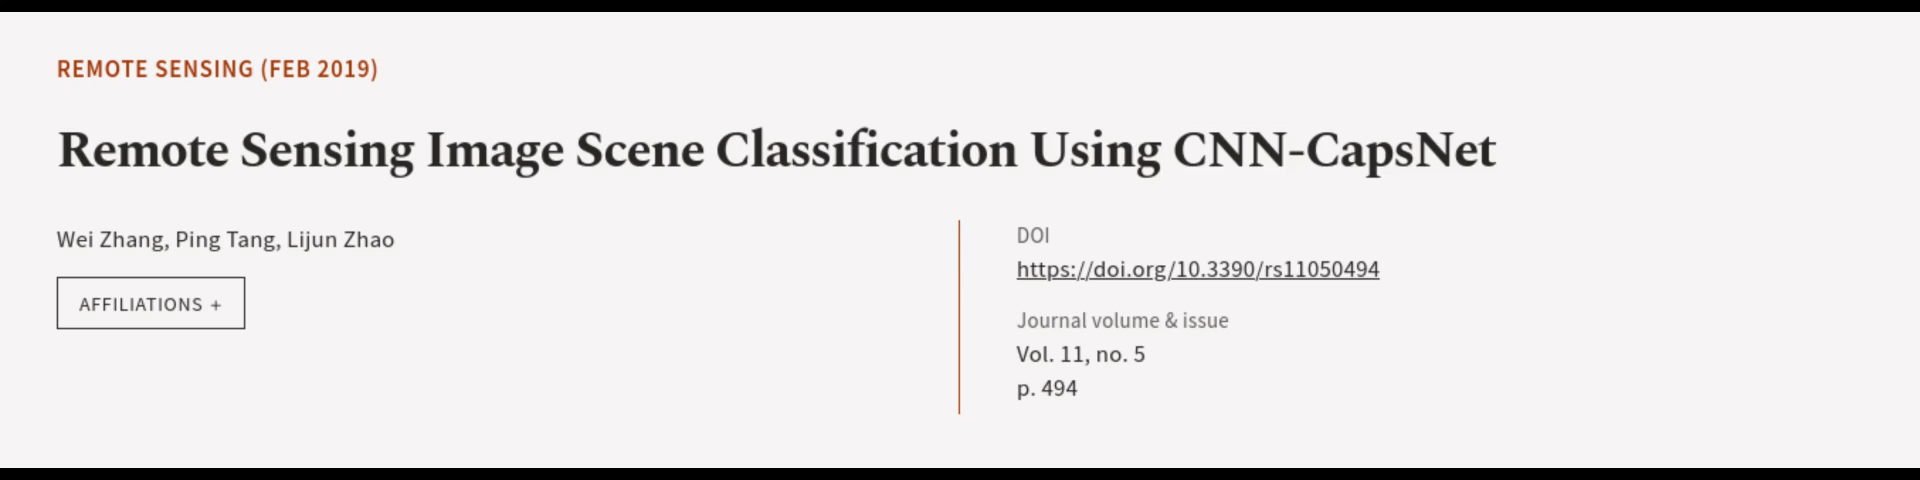 REMOTE SENSING (FEB 2019)
Remote Sensing Image Scene Classification Using CNN-CapsNet
Wei Zhang, Ping Tang, Lijun Zhao
AFFILIATIONS +
DOI
https://doi.org/10.3390/rs11050494
Journal volume & issue
Vol. 11, no. 5
p. 494